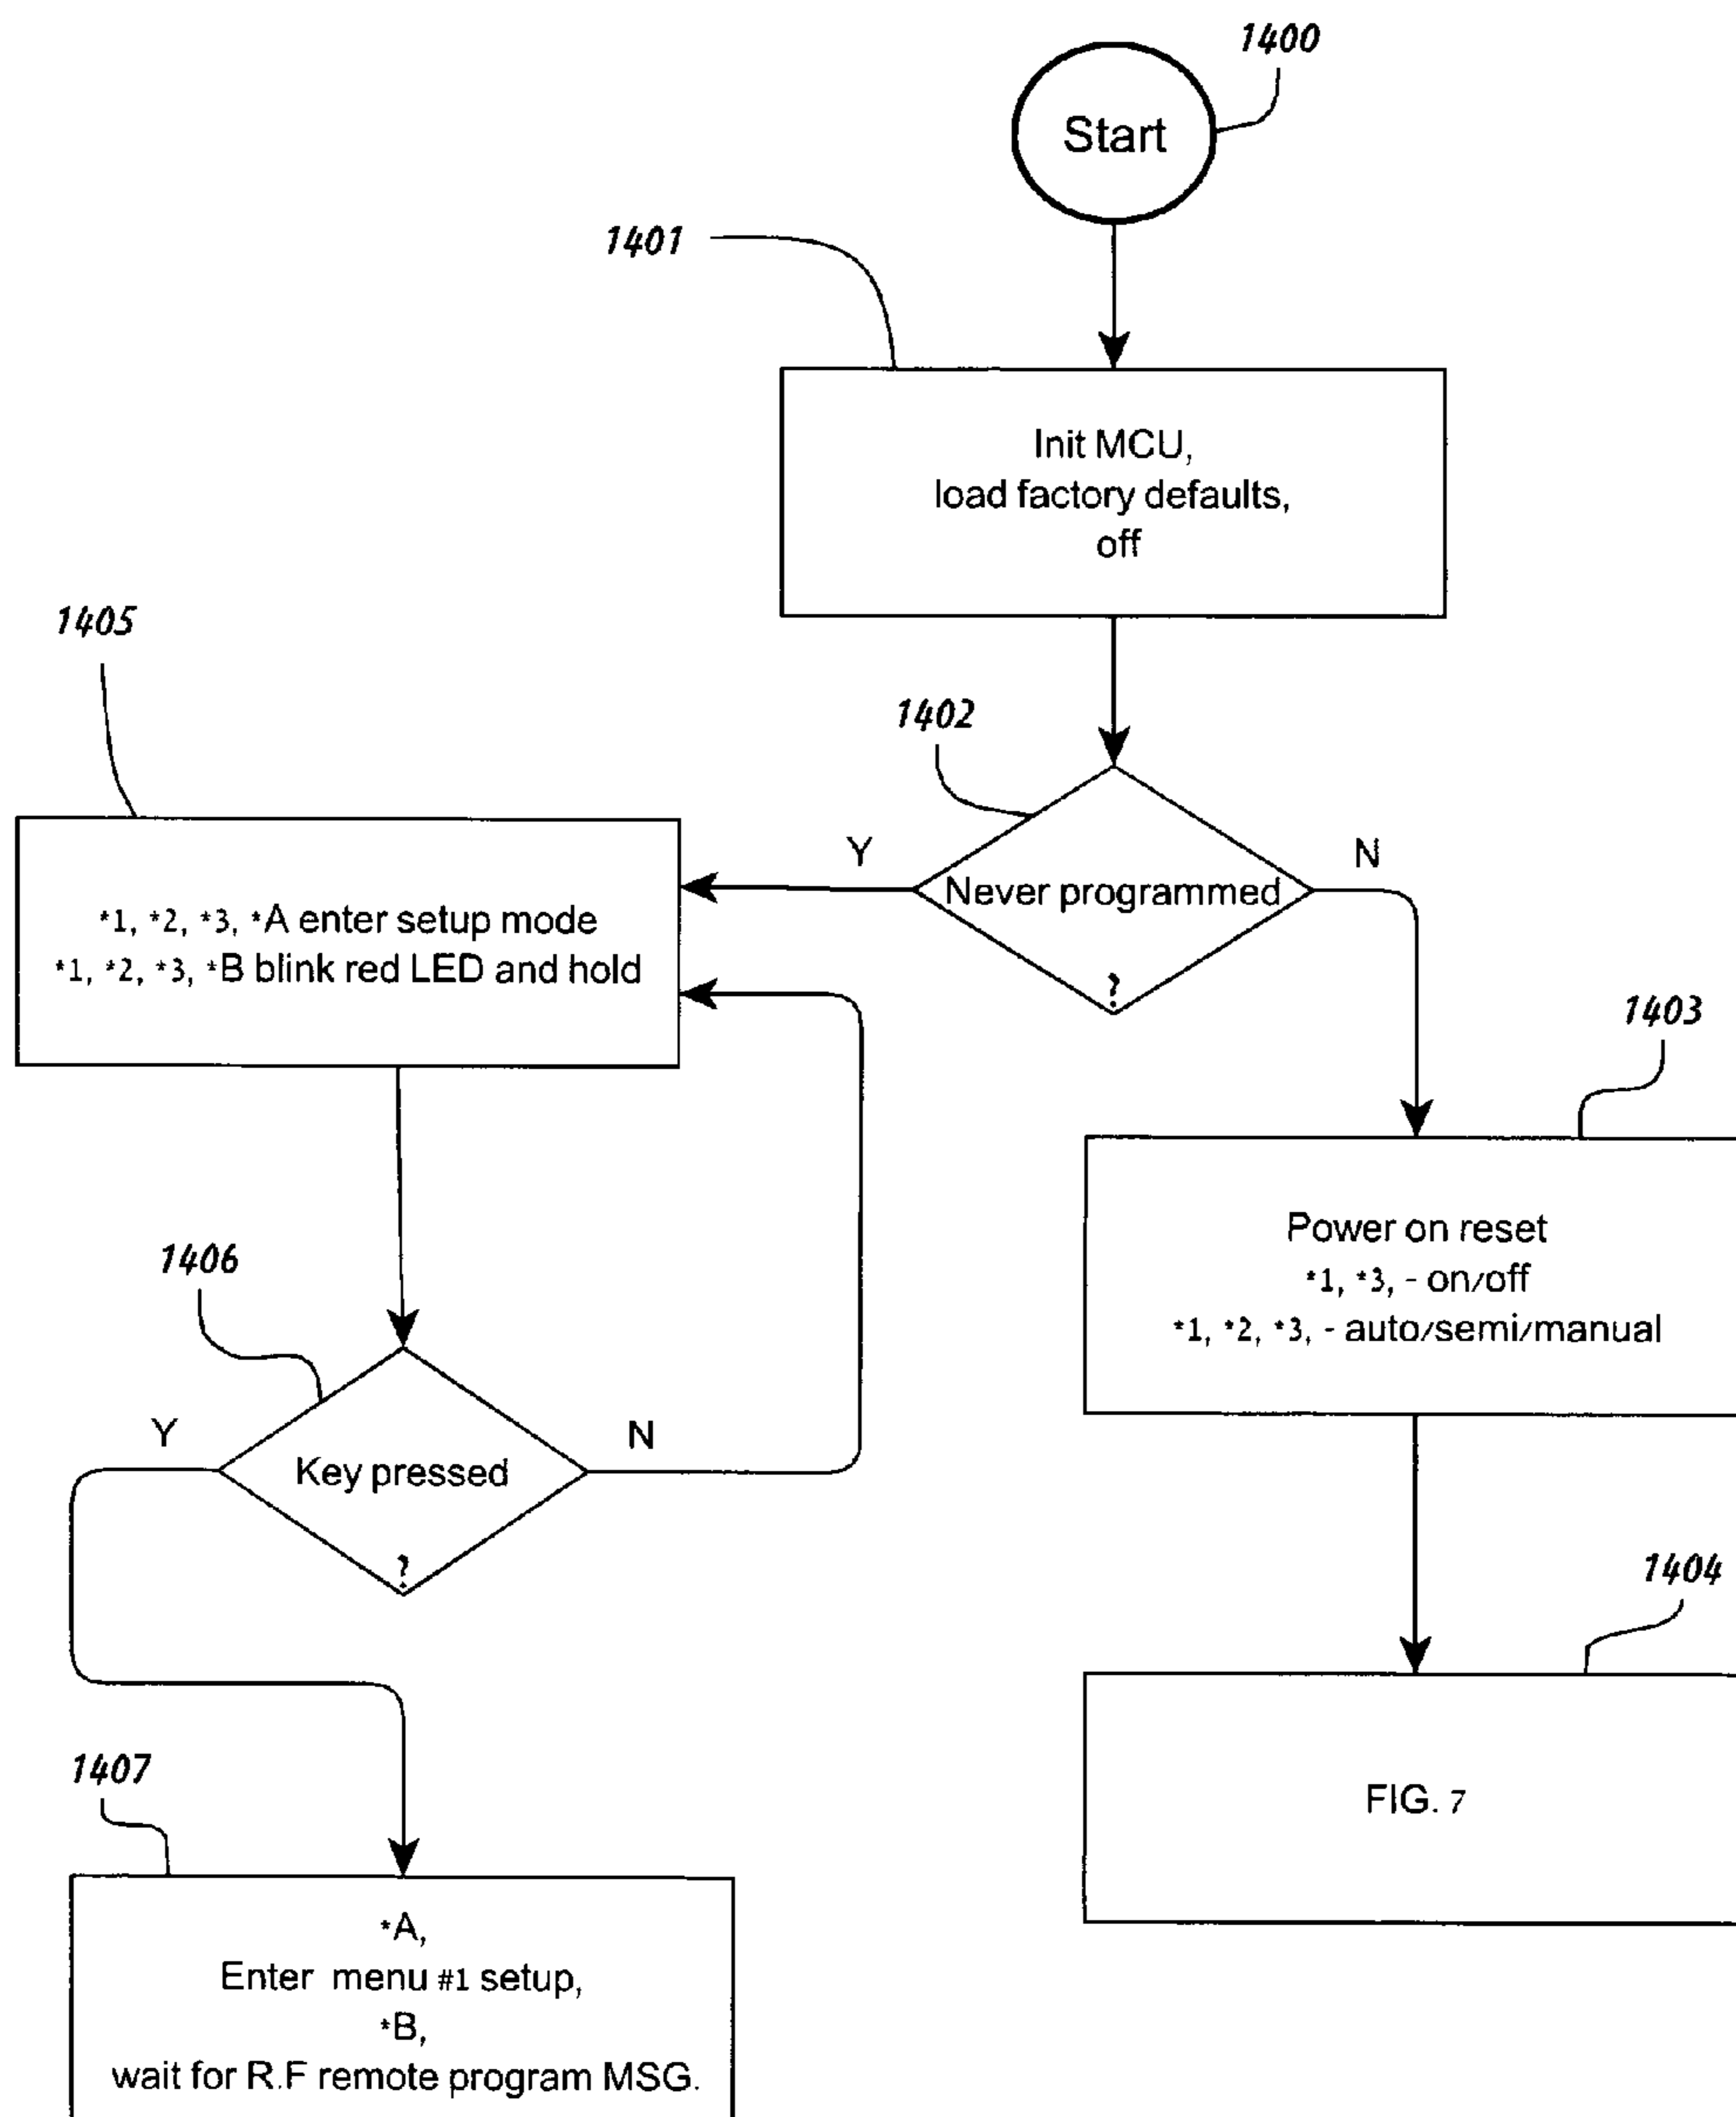 1400
Start
1401
Init MCU,
load factory defaults,
off
1405
1402
Y
N
Never programmed
?
*1, *2, *3, *A enter setup mode
*1, *2, *3, *B blink red LED and hold
1403
Power on reset
*1, *3, - on/off
*1, *2, *3, - auto/semi/manual
1406
Y
N
Key pressed
?
1404
FIG. 7
1407
*A,
Enter menu #1 setup,
*B,
wait for R.F remote program MSG.